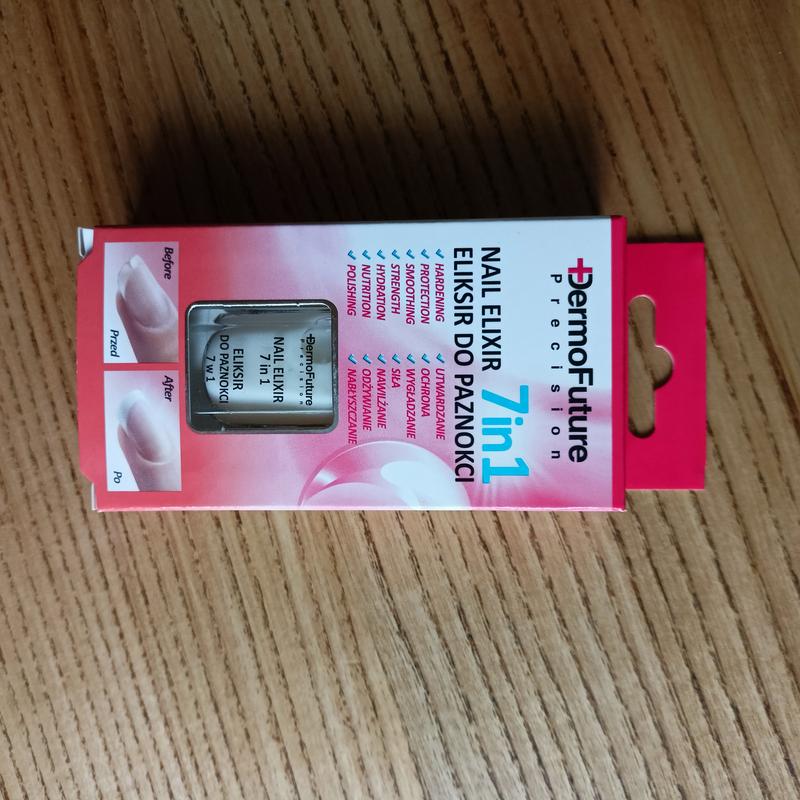 DermoFuture
Precision
7in1
NAIL ELIXIR
ELIKSIR DO PAZNOKCI
HARDENING
PROTECTION
SMOOTHING
STRENGTH
HYDRATION
NUTRITION
POLISHING
UTWARDZANIE
OCHRONA
WYGŁADZANIE
SIŁA
NAWILŻANIE
ODŻYWIANIE
NABŁYSZCZANIE
DermoFuture
Precision
NAIL ELIXIR
7 in 1
ELIKSIR
DO PAZNOKCI
7 w 1
Before
Przed
After
Po